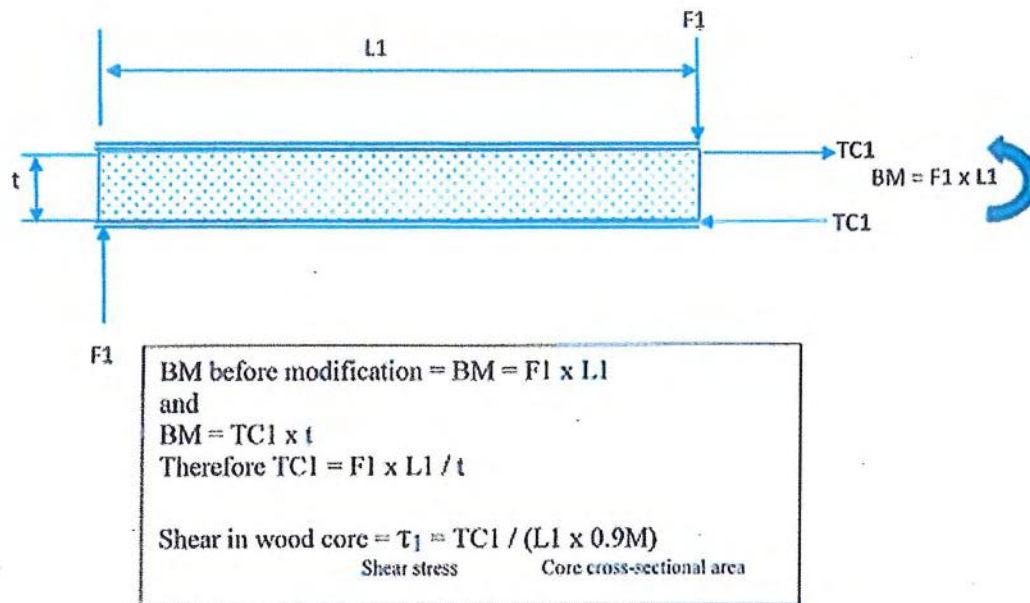 F1
L1
TC1
t
BM = F1 x L1
TC1
F1
BM before modification = BM = F1 x L1
and
BM = TC1 x t
Therefore TC1 = F1 x L1 / t
Shear in wood core = τ1 = TC1 / (L1 x 0.9M)
Shear stress Core cross-sectional area